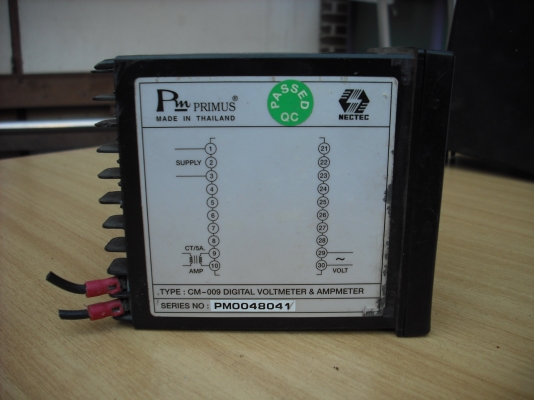 Pm PRIMUS®
MADE IN THAILAND
PASSED
QC
NECTEC
SUPPLY
1
2
3
4
5
6
7
8
CT/5A.
9
AMP
10
21
22
23
24
25
26
27
28
29
~
30
VOLT
TYPE : CM-009 DIGITAL VOLTMETER & AMPMETER
SERIES NO : PM0048041